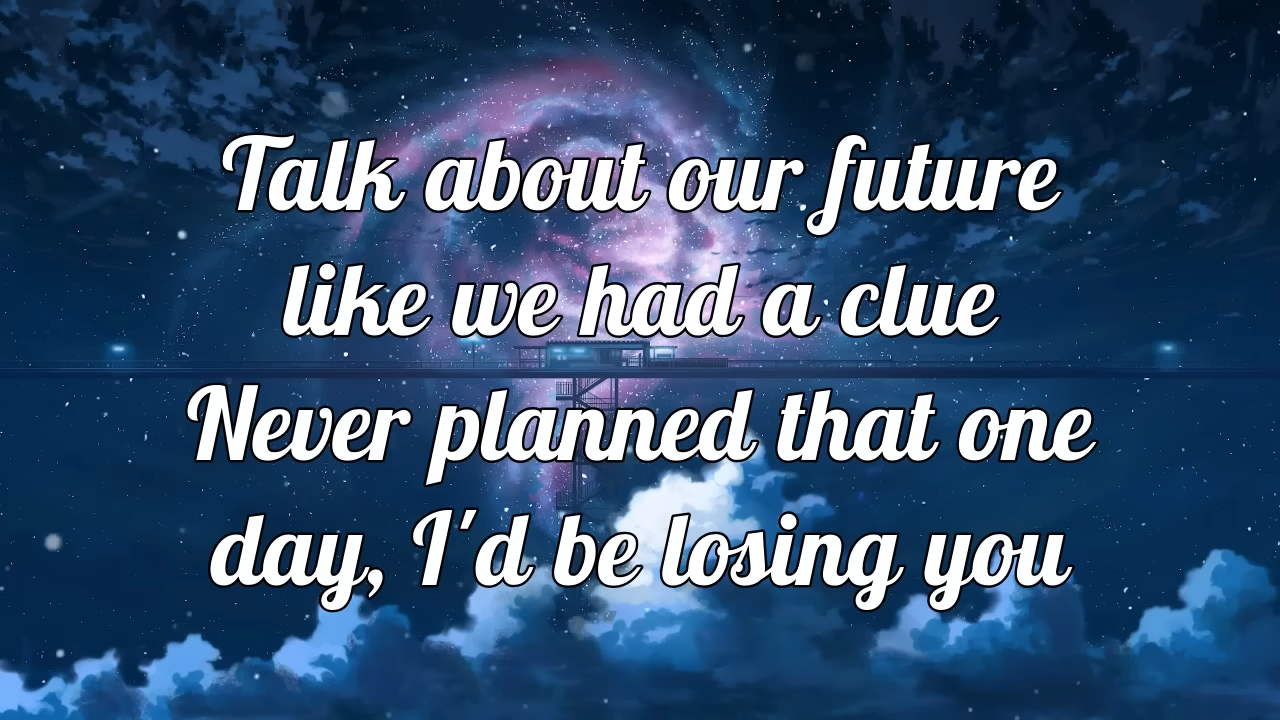 Talk about our future
like we had a clue
Never planned that one
day, I'd be losing you